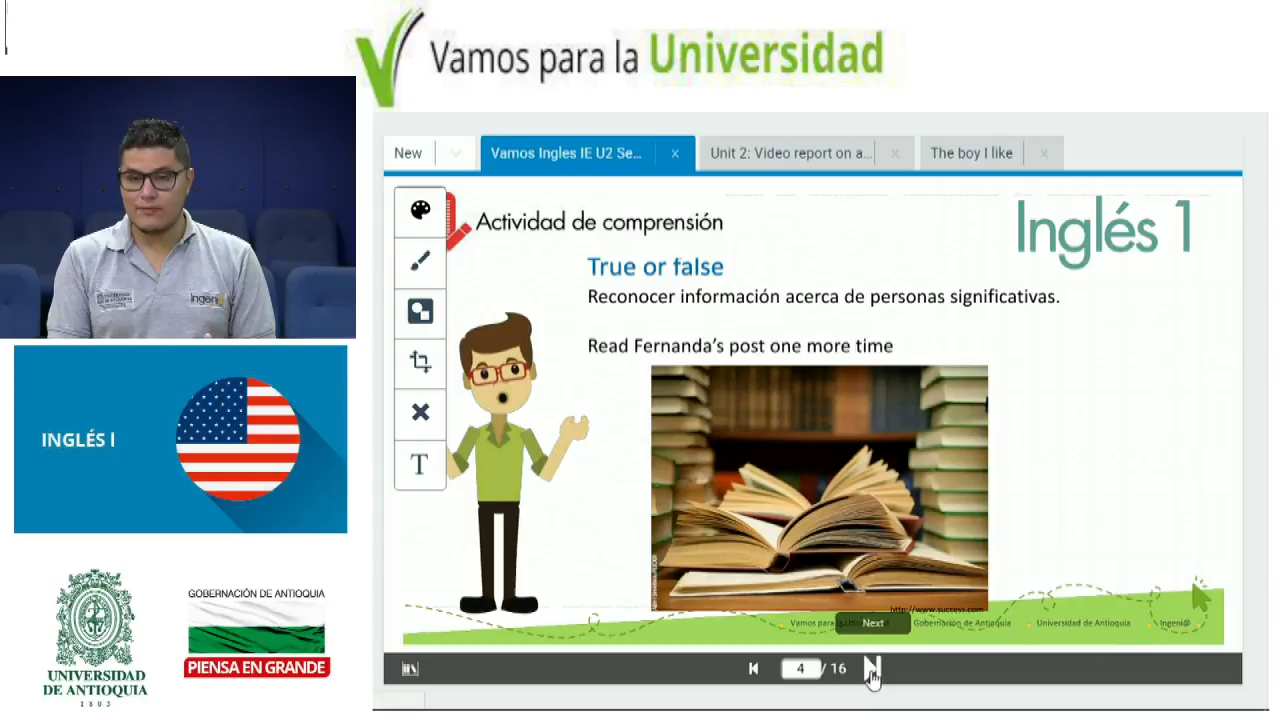 Vamos para la Universidad
New
Vamos Ingles IE U2 Se...
x
Unit 2: Video report on a...
x
The boy I like
x
Actividad de comprensión
Inglés 1
True or false
Reconocer información acerca de personas significativas.
Read Fernanda's post one more time
T
INGLÉS I
http://www.success.com
Vamos para
Next
Gobernación de Antioquia
Universidad de Antioquia
Ingeni@
4 / 16
UNIVERSIDAD
DE ANTIOQUIA
1803
GOBERNACIÓN DE ANTIOQUIA
PIENSA EN GRANDE